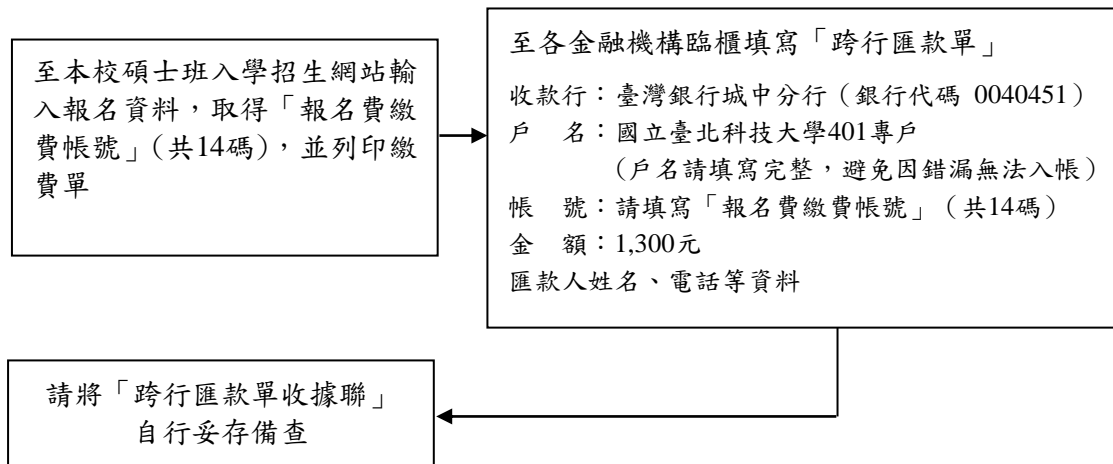 至本校碩士班入學招生網站輸
入報名資料，取得「報名費繳
費帳號」（共14碼），並列印繳
費單
至各金融機構臨櫃填寫「跨行匯款單」
收款行：臺灣銀行城中分行（銀行代碼 0040451）
戶　名：國立臺北科技大學401專戶
（戶名請填寫完整，避免因錯漏無法入帳）
帳　號：請填寫「報名費繳費帳號」（共14碼）
金　額：1,300元
匯款人姓名、電話等資料
請將「跨行匯款單收據聯」
自行妥存備查